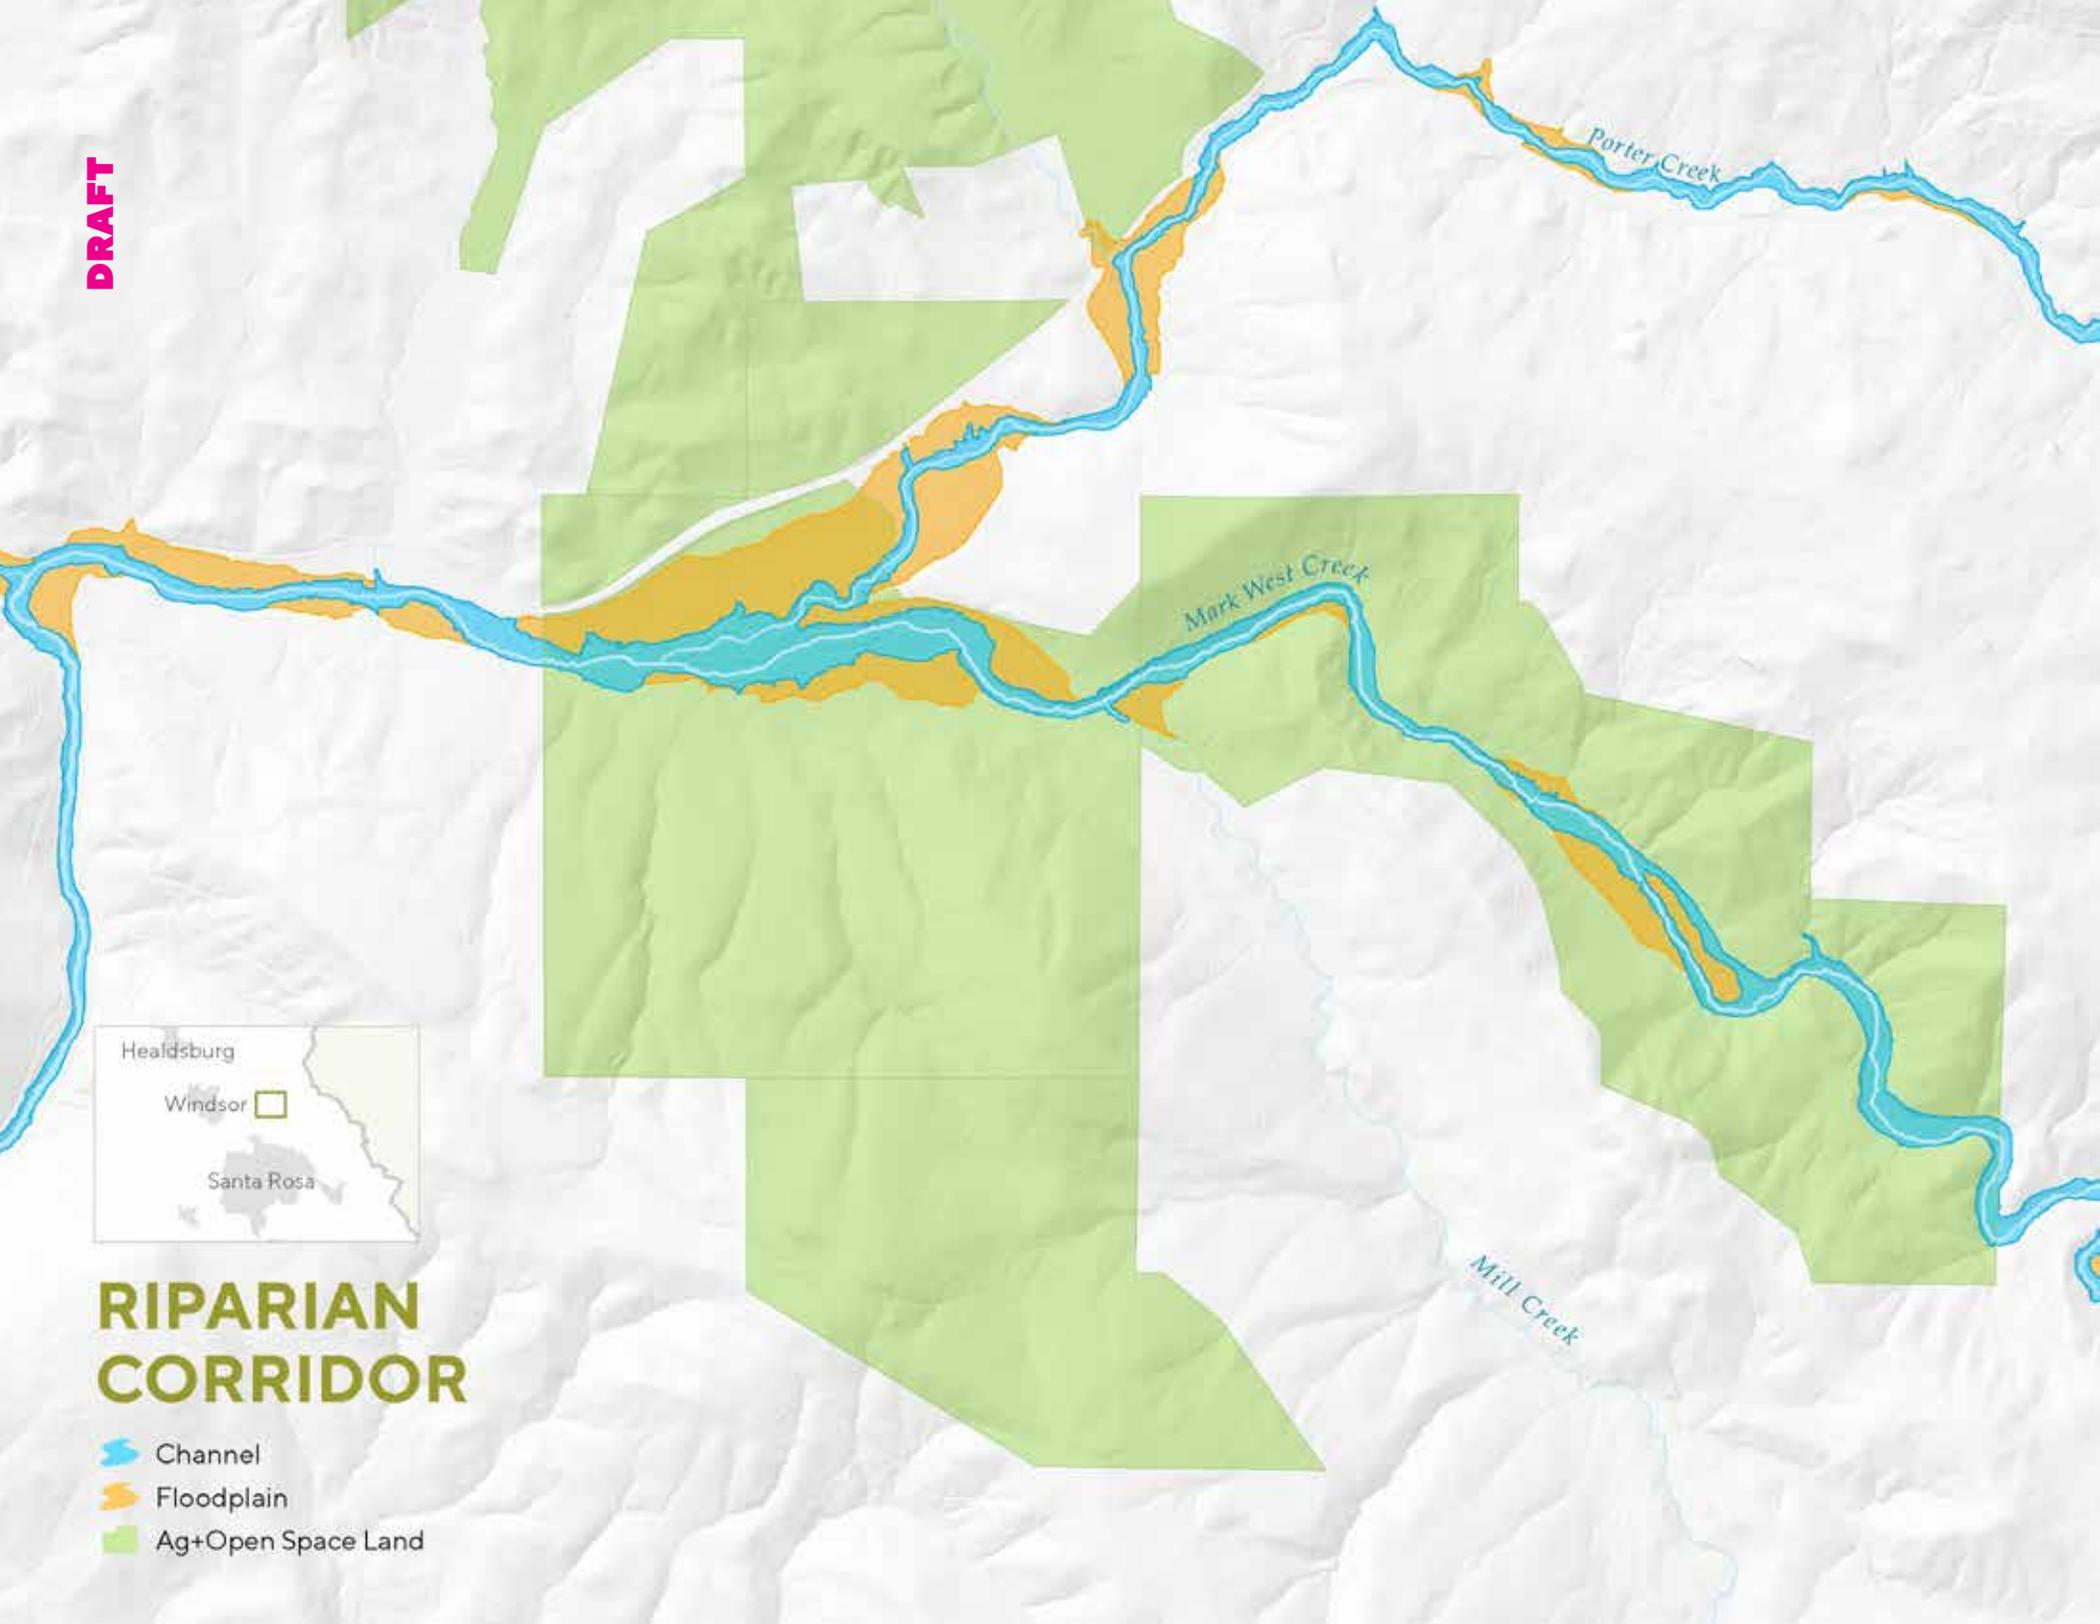 DRAFT
Porter Creek
Mark West Creek
Mill Creek
Healdsburg
Windsor
Santa Rosa
RIPARIAN
CORRIDOR
Channel
Floodplain
Ag+Open Space Land